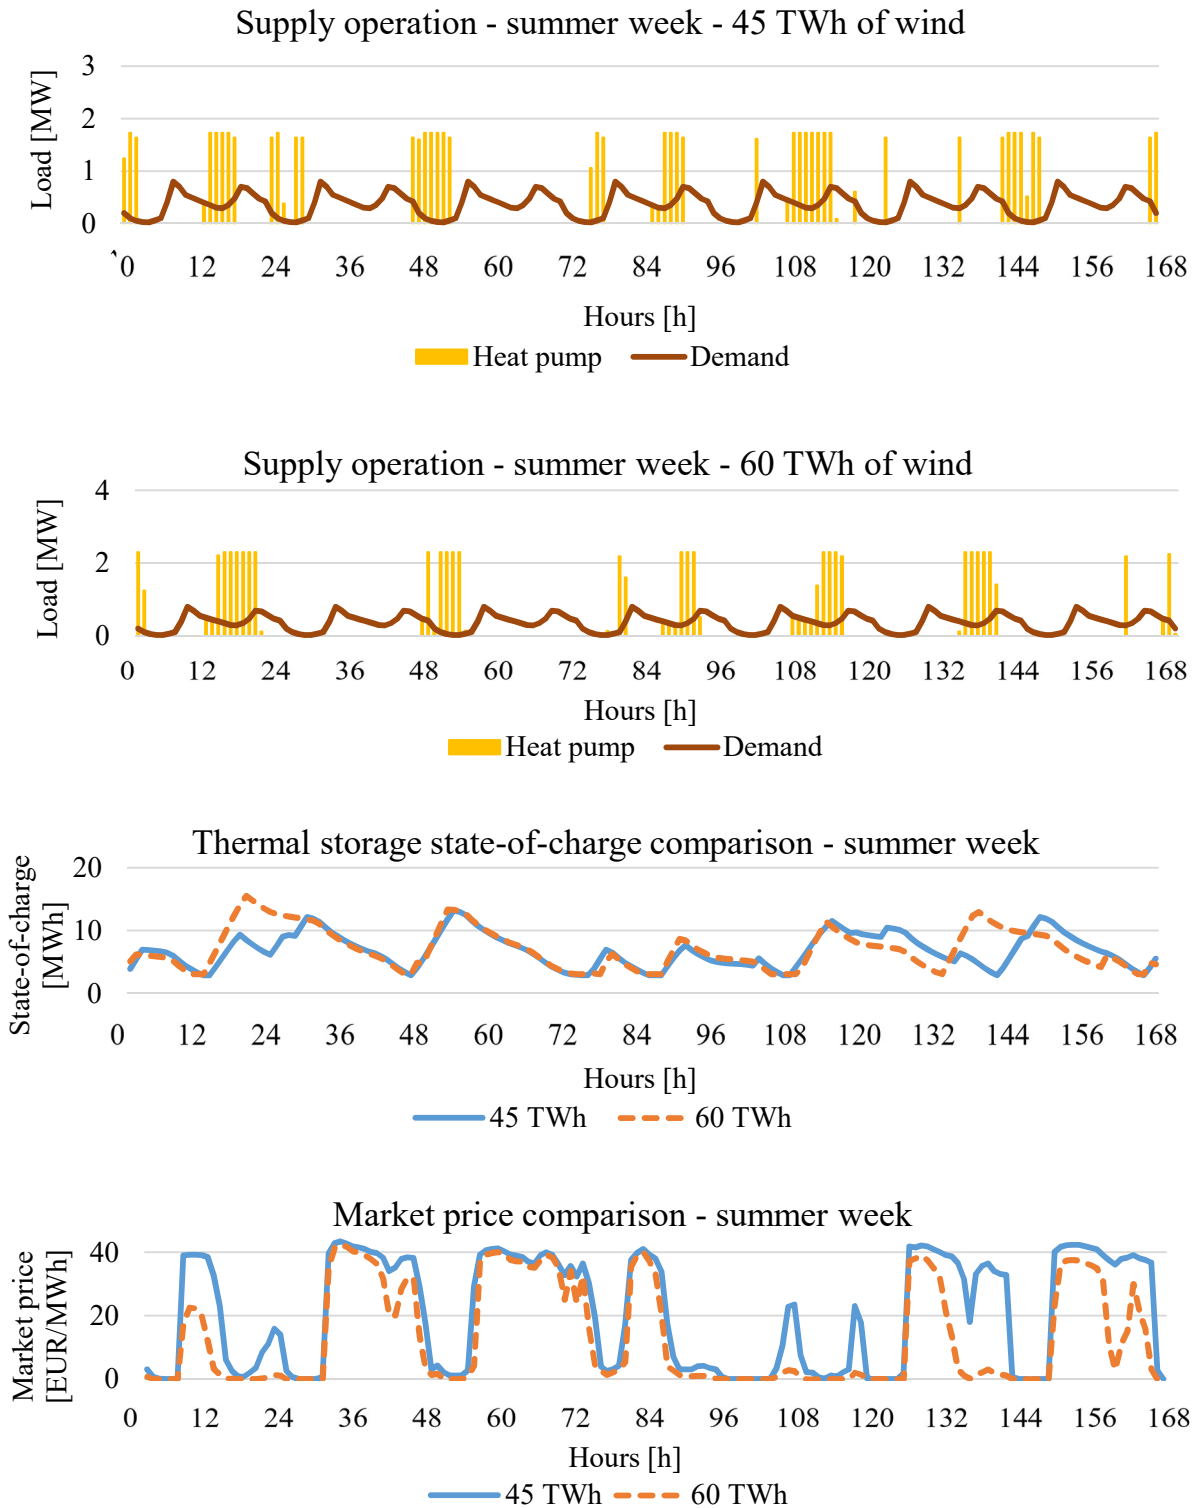 Supply operation - summer week - 45 TWh of wind
Load [MW]
3
2
1
0
0 12 24 36 48 60 72 84 96 108 120 132 144 156 168
Hours [h]
Heat pump Demand
Supply operation - summer week - 60 TWh of wind
Load [MW]
4
2
0
0 12 24 36 48 60 72 84 96 108 120 132 144 156 168
Hours [h]
Heat pump Demand
Thermal storage state-of-charge comparison - summer week
State-of-charge
[MWh]
20
10
0
0 12 24 36 48 60 72 84 96 108 120 132 144 156 168
Hours [h]
45 TWh 60 TWh
Market price comparison - summer week
Market price
[EUR/MWh]
40
20
0
0 12 24 36 48 60 72 84 96 108 120 132 144 156 168
Hours [h]
45 TWh 60 TWh